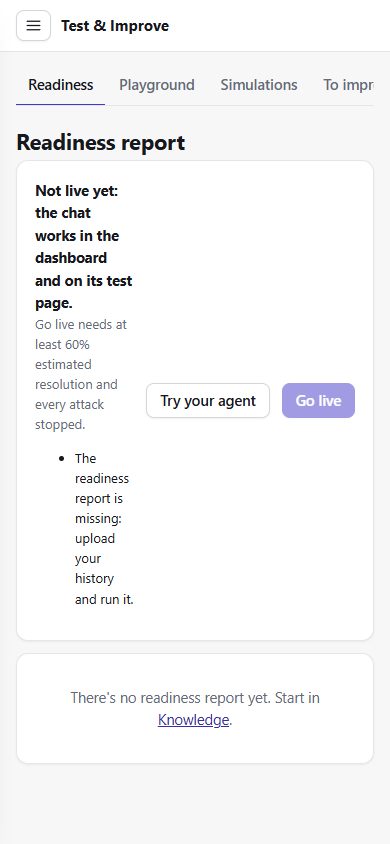 Test & Improve
Readiness
Playground
Simulations
To impr
Readiness report
Not live yet:
the chat
works in the
dashboard
and on its test
page.
Go live needs at
least 60%
estimated
resolution and
every attack
stopped.
• The
readiness
report is
missing:
upload
your
history
and run it.
Try your agent
Go live
There's no readiness report yet. Start in
Knowledge.